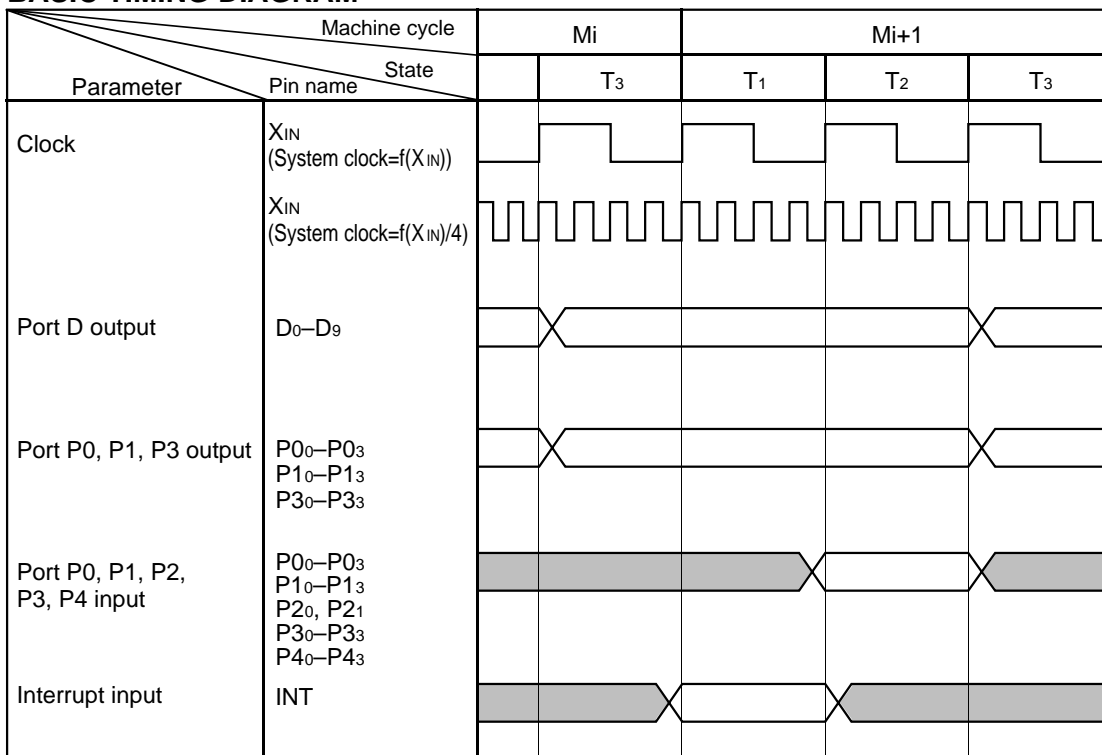 Machine cycle Mi Mi+1
State
Parameter Pin name T3 T1 T2 T3
Clock XIN
(System clock=f(XIN))
XIN
(System clock=f(XIN)/4)
Port D output D0–D9
Port P0, P1, P3 output P00–P03
P10–P13
P30–P33
Port P0, P1, P2,
P3, P4 input
P00–P03
P10–P13
P20, P21
P30–P33
P40–P43
Interrupt input INT